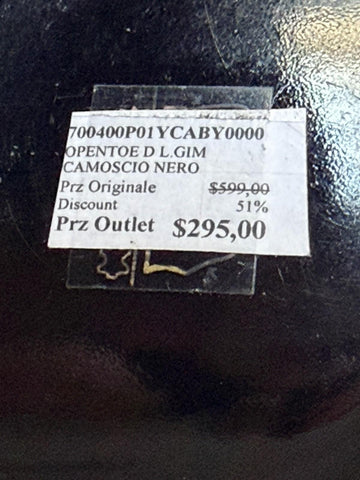 700400P01YCABY0000
OPENTOE D L.GIM
CAMOSCIO NERO
Prz Originale $599,00
Discount 51%
Prz Outlet $295,00